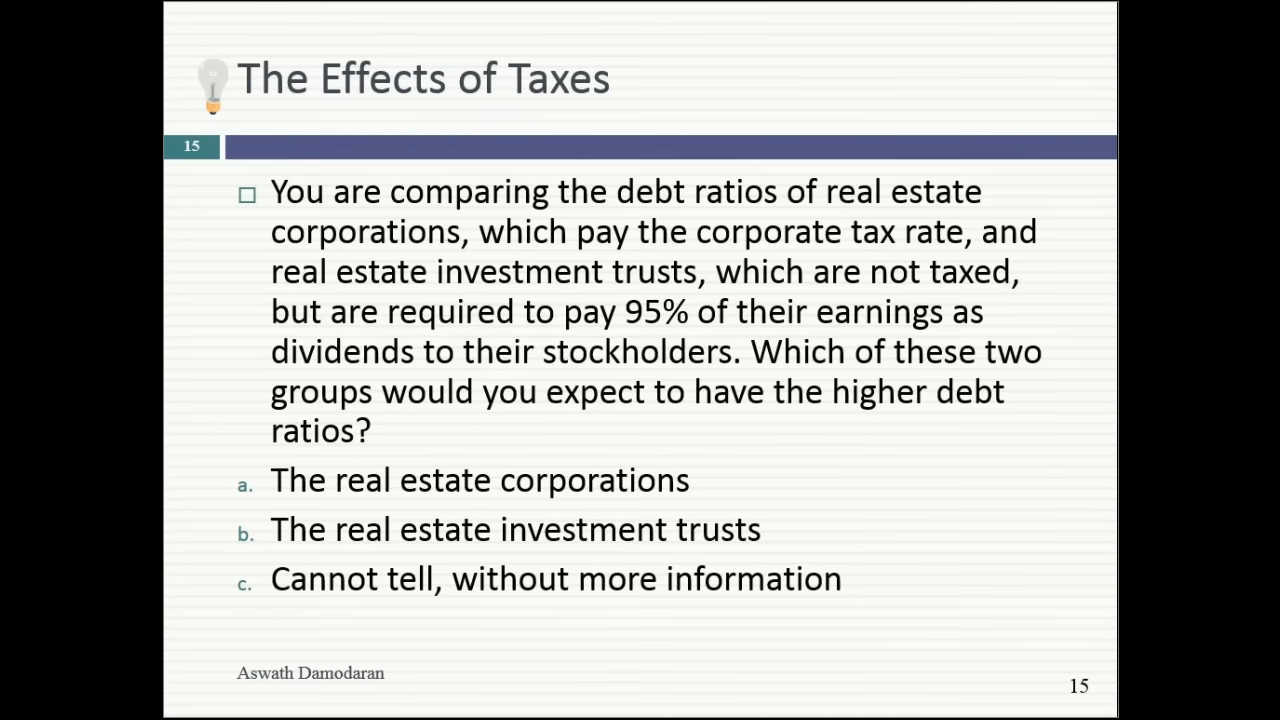 The Effects of Taxes
15
You are comparing the debt ratios of real estate
corporations, which pay the corporate tax rate, and
real estate investment trusts, which are not taxed,
but are required to pay 95% of their earnings as
dividends to their stockholders. Which of these two
groups would you expect to have the higher debt
ratios?
a. The real estate corporations
b. The real estate investment trusts
c. Cannot tell, without more information
Aswath Damodaran
15